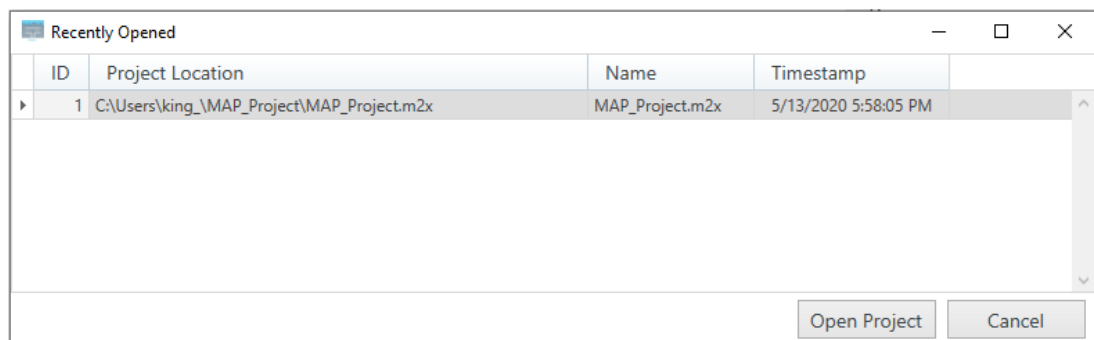 Recently Opened
ID Project Location Name Timestamp
1 C:\Users\king_\MAP_Project\MAP_Project.m2x MAP_Project.m2x 5/13/2020 5:58:05 PM
Open Project Cancel